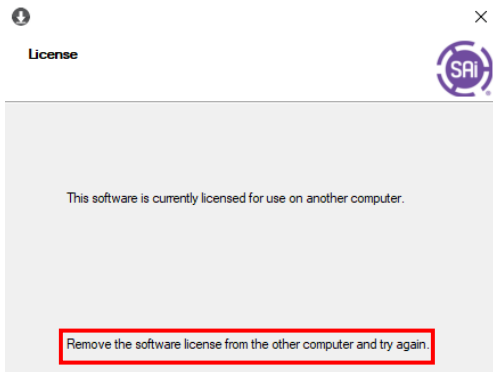 License
SAi
This software is currently licensed for use on another computer.
Remove the software license from the other computer and try again.